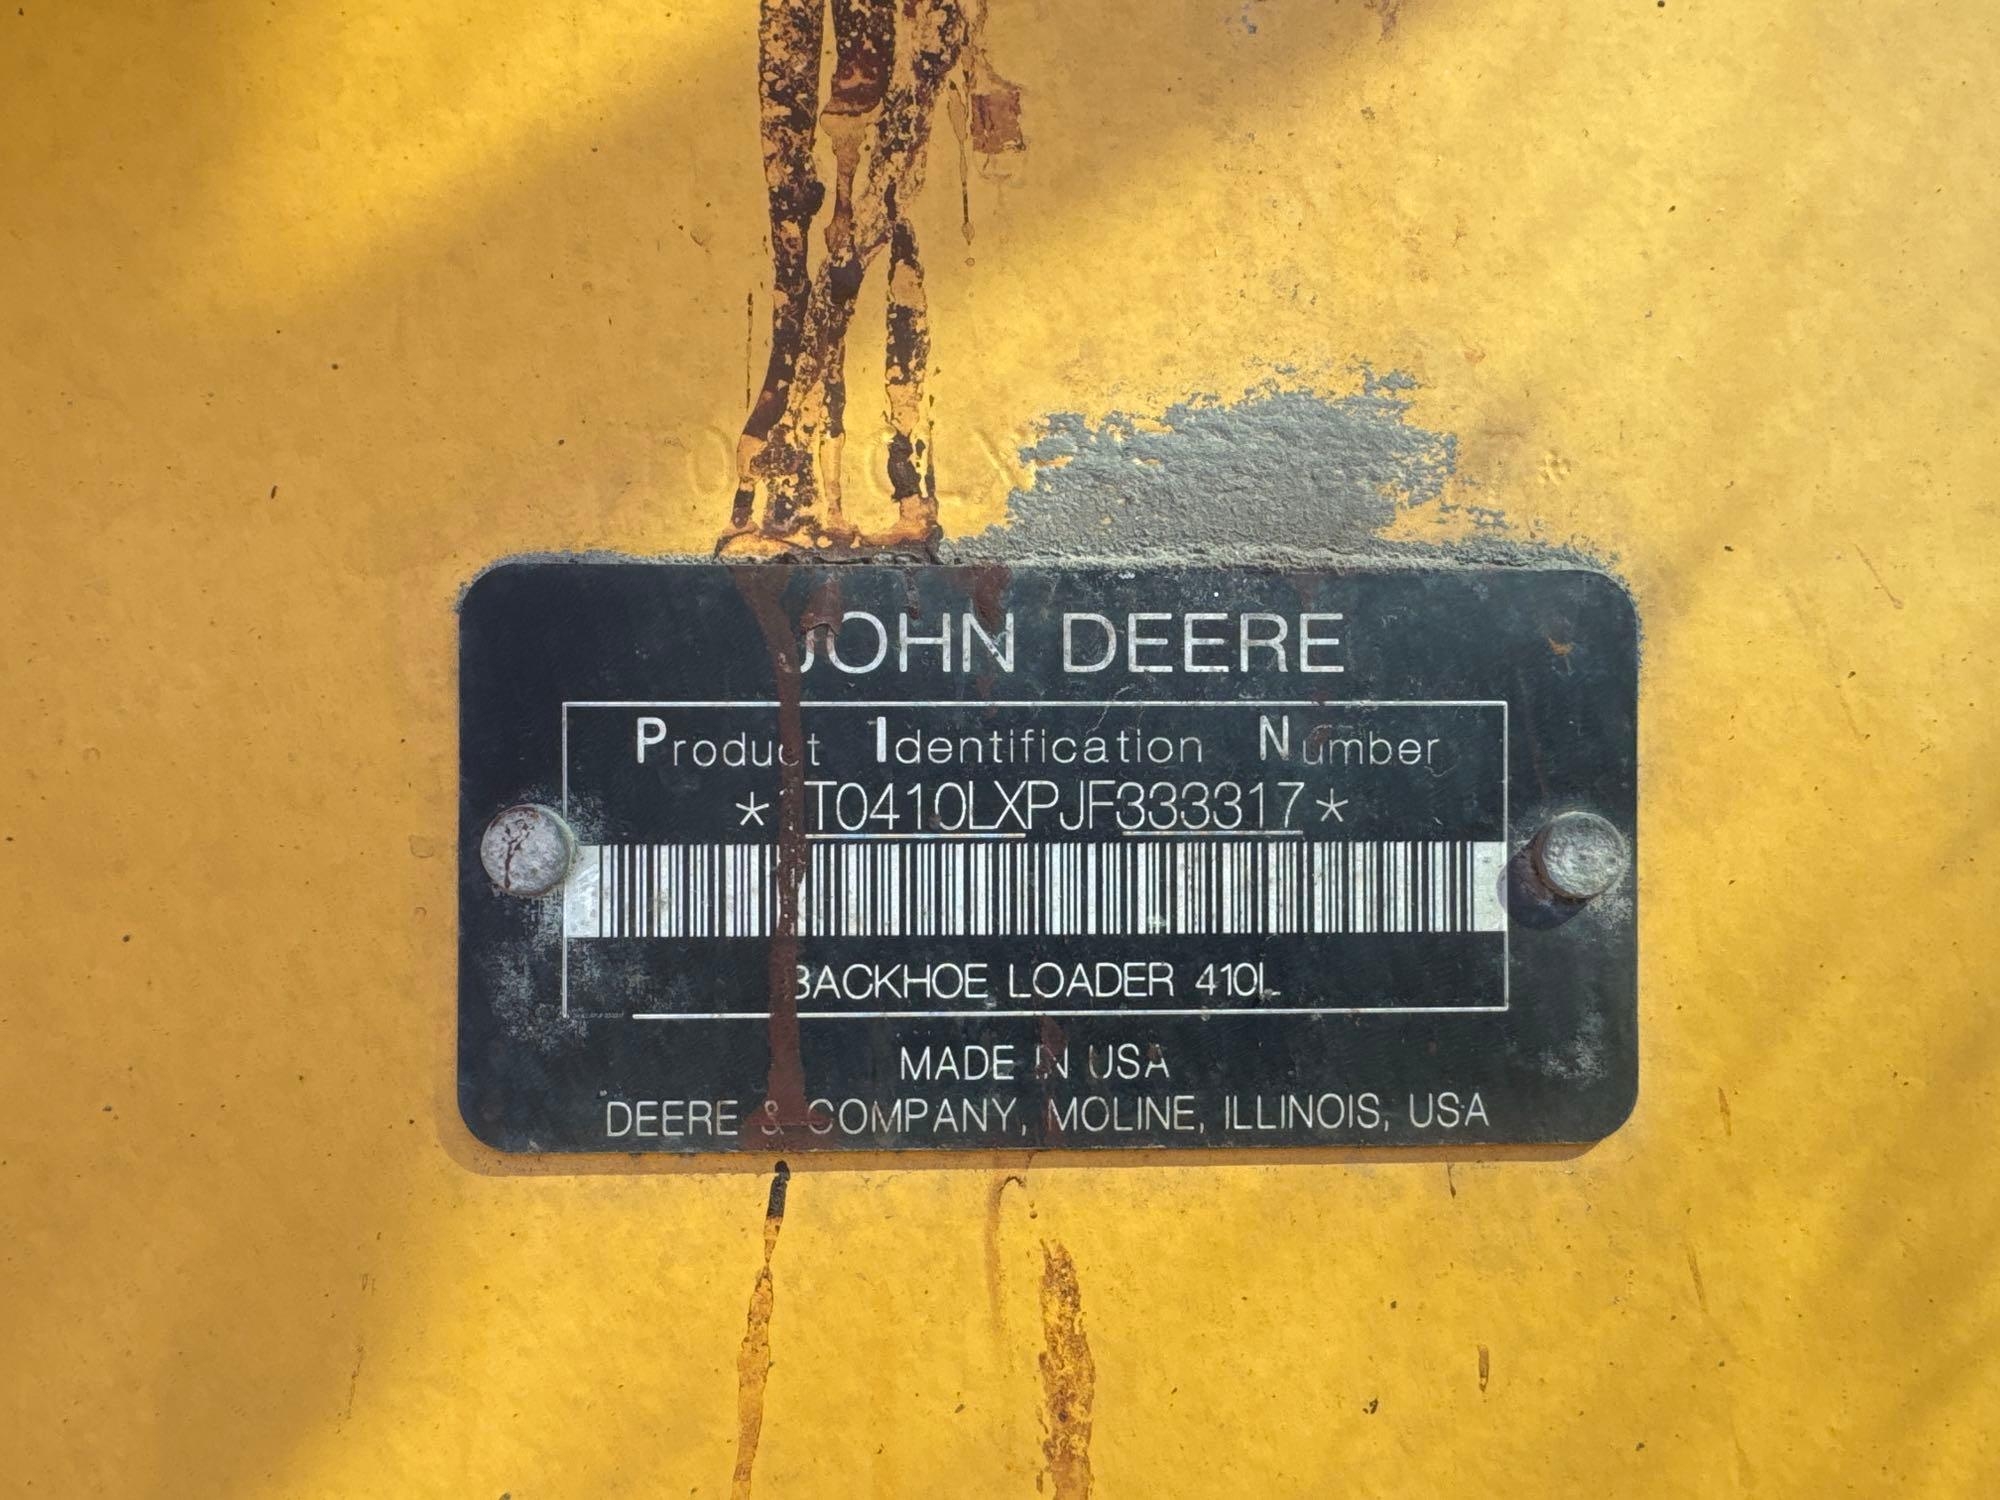 JOHN DEERE
Product Identification Number
*1T0410LXPJF333317*
BACKHOE LOADER 410L
MADE IN USA
DEERE & COMPANY, MOLINE, ILLINOIS, USA